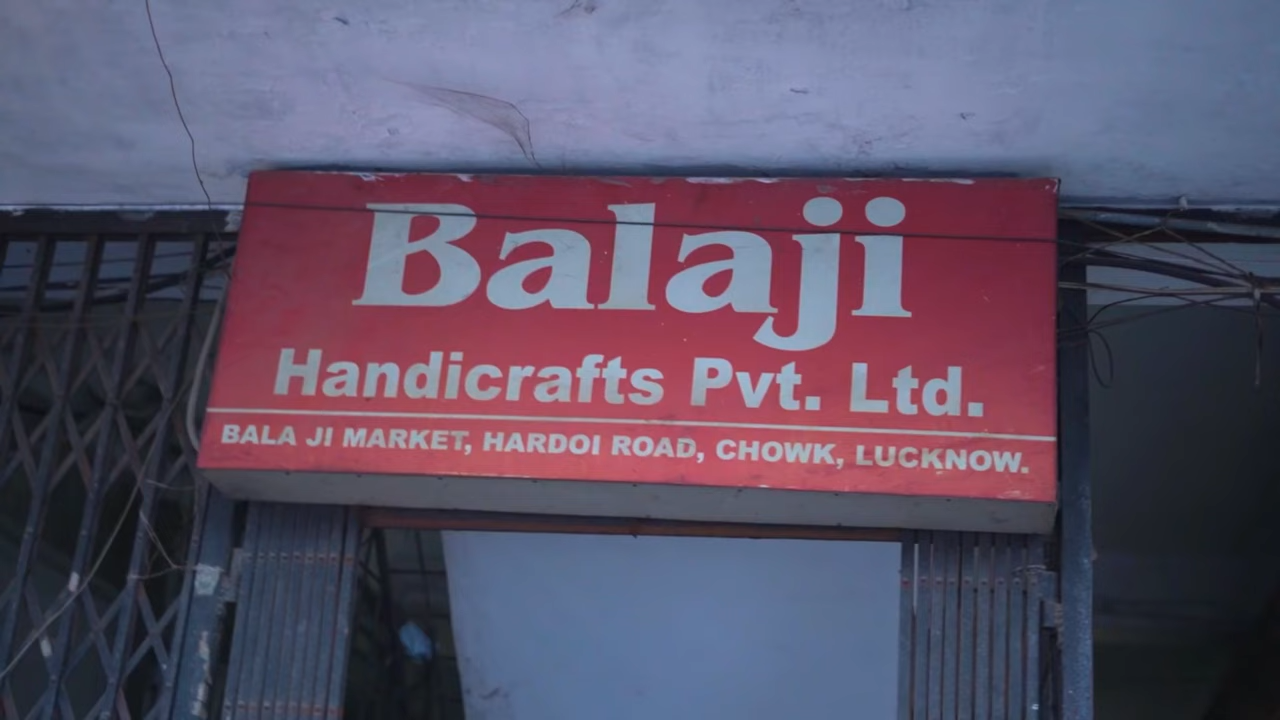 Balaji
Handicrafts Pvt. Ltd.
BALA JI MARKET, HARDOI ROAD, CHOWK, LUCKNOW.